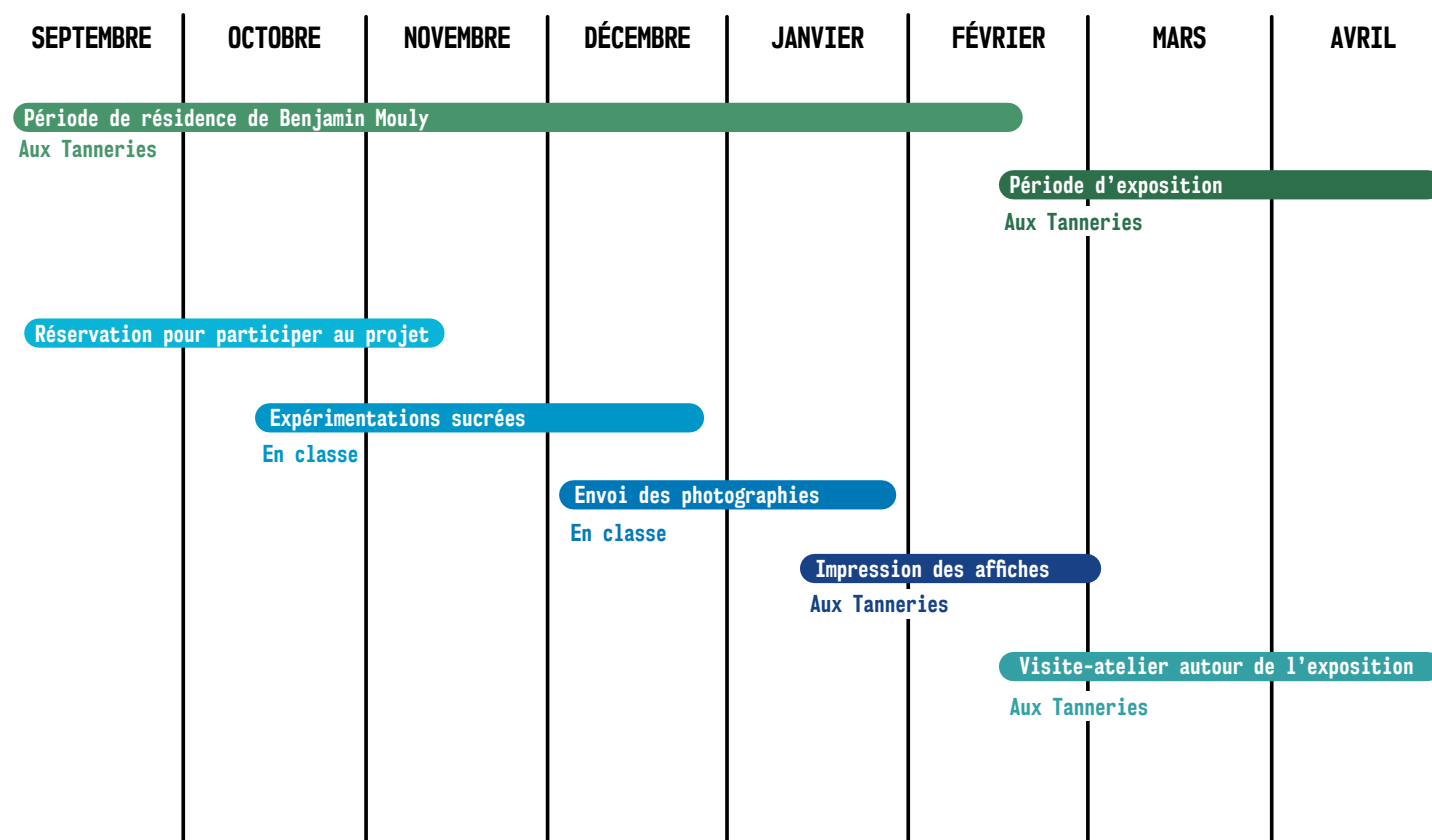 SEPTEMBRE OCTOBRE NOVEMBRE DÉCEMBRE JANVIER FÉVRIER MARS AVRIL
Période de résidence de Benjamin Mouly
Aux Tanneries
Période d'exposition
Aux Tanneries
Réservation pour participer au projet
Expérimentations sucrées
En classe
Envoi des photographies
En classe
Impression des affiches
Aux Tanneries
Visite-atelier autour de l'exposition
Aux Tanneries